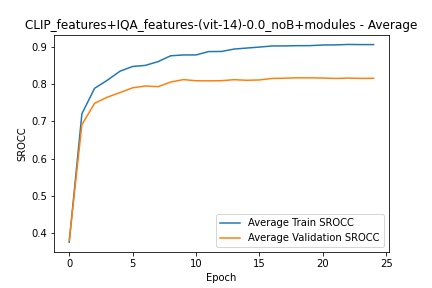 CLIP_features+IQA_features-(vit-14)-0.0_noB+modules - Average
0.9
0.8
0.7
0.6
0.5
0.4
SROCC
Average Train SROCC
Average Validation SROCC
0 5 10 15 20 25
Epoch